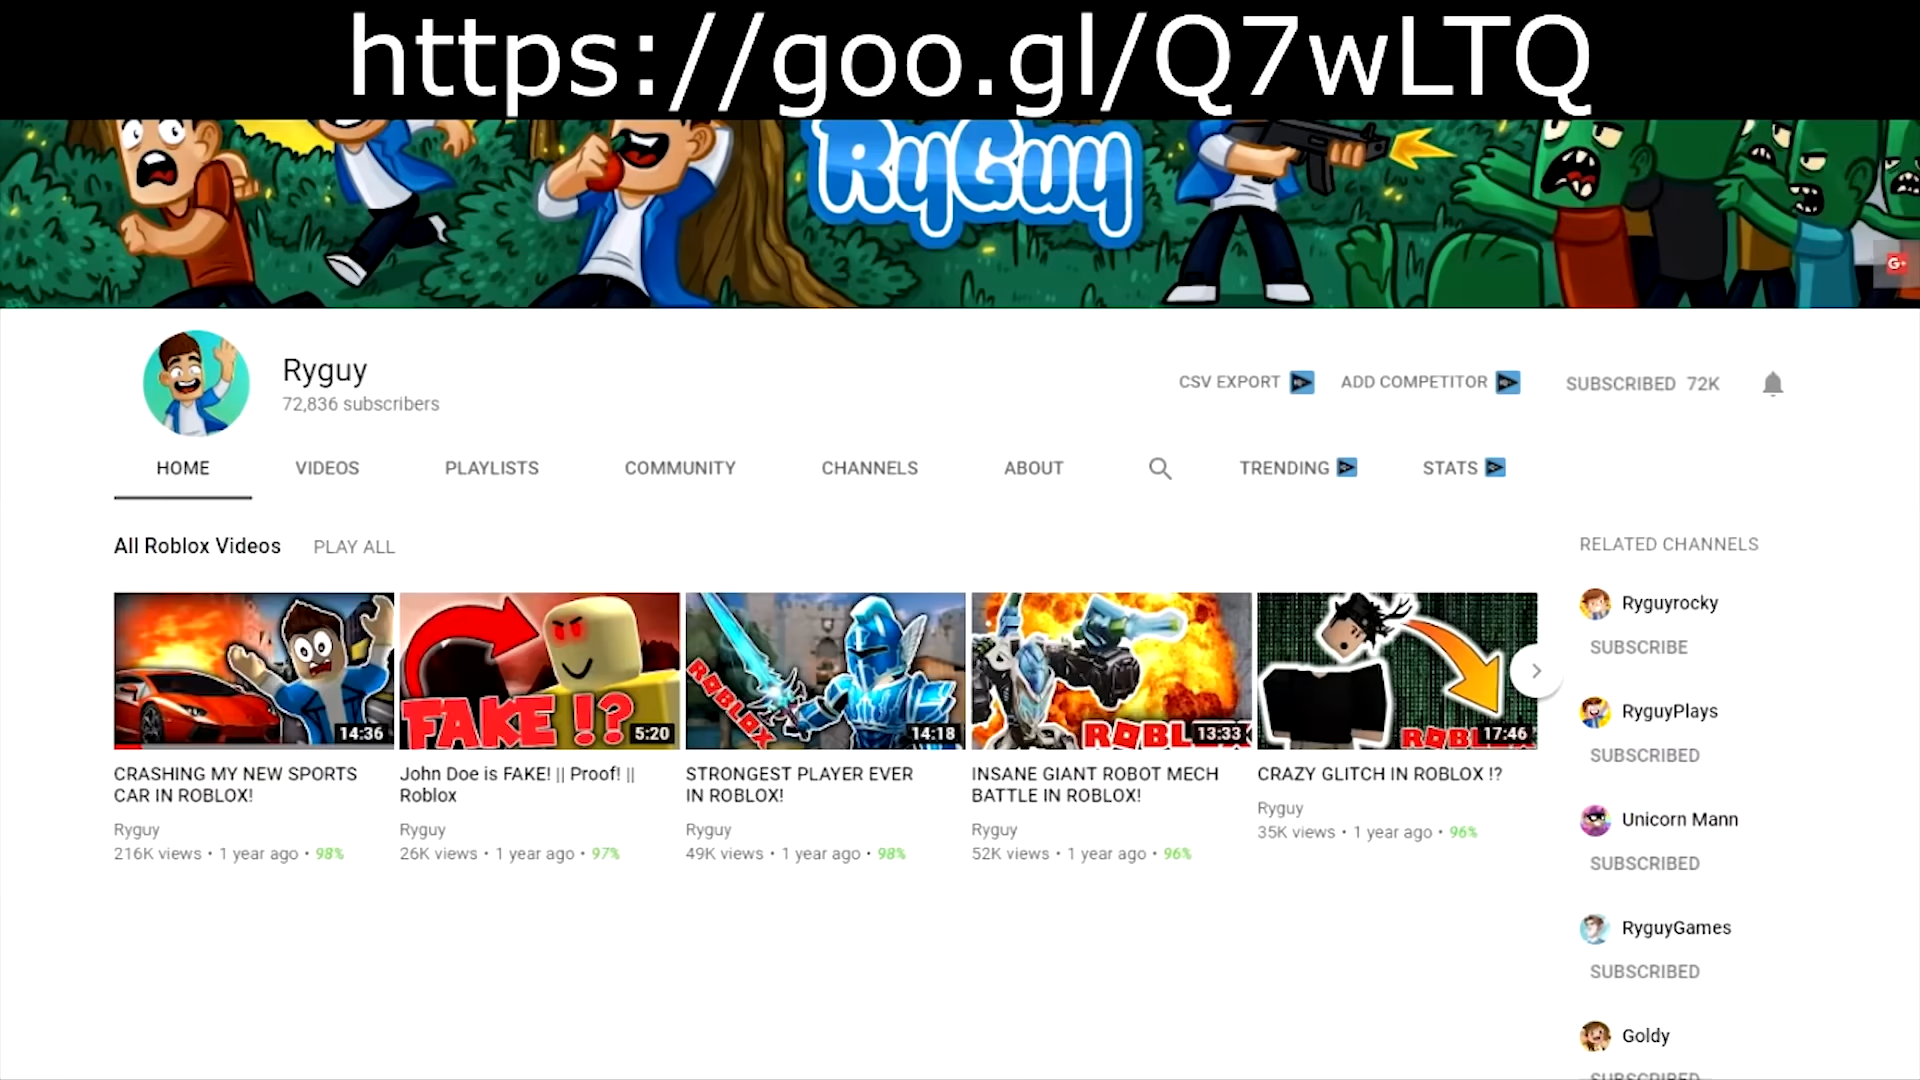 https://goo.gl/Q7wLTQ
RyGuy
G+
Ryguy
72,836 subscribers
CSV EXPORT
ADD COMPETITOR
SUBSCRIBED 72K
HOME
VIDEOS
PLAYLISTS
COMMUNITY
CHANNELS
ABOUT
TRENDING
STATS
All Roblox Videos
PLAY ALL
14:36
FAKE !?
5:20
ROBLOX
14:18
ROBL
13:33
ROBL
17:46
CRASHING MY NEW SPORTS
CAR IN ROBLOX!
Ryguy
216K views • 1 year ago • 98%
John Doe is FAKE! || Proof! ||
Roblox
Ryguy
26K views • 1 year ago • 97%
STRONGEST PLAYER EVER
IN ROBLOX!
Ryguy
49K views • 1 year ago • 98%
INSANE GIANT ROBOT MECH
BATTLE IN ROBLOX!
Ryguy
52K views • 1 year ago • 96%
CRAZY GLITCH IN ROBLOX !?
Ryguy
35K views • 1 year ago • 96%
RELATED CHANNELS
Ryguyrocky
SUBSCRIBE
RyguyPlays
SUBSCRIBED
Unicorn Mann
SUBSCRIBED
RyguyGames
SUBSCRIBED
Goldy
SUBSCRIBED